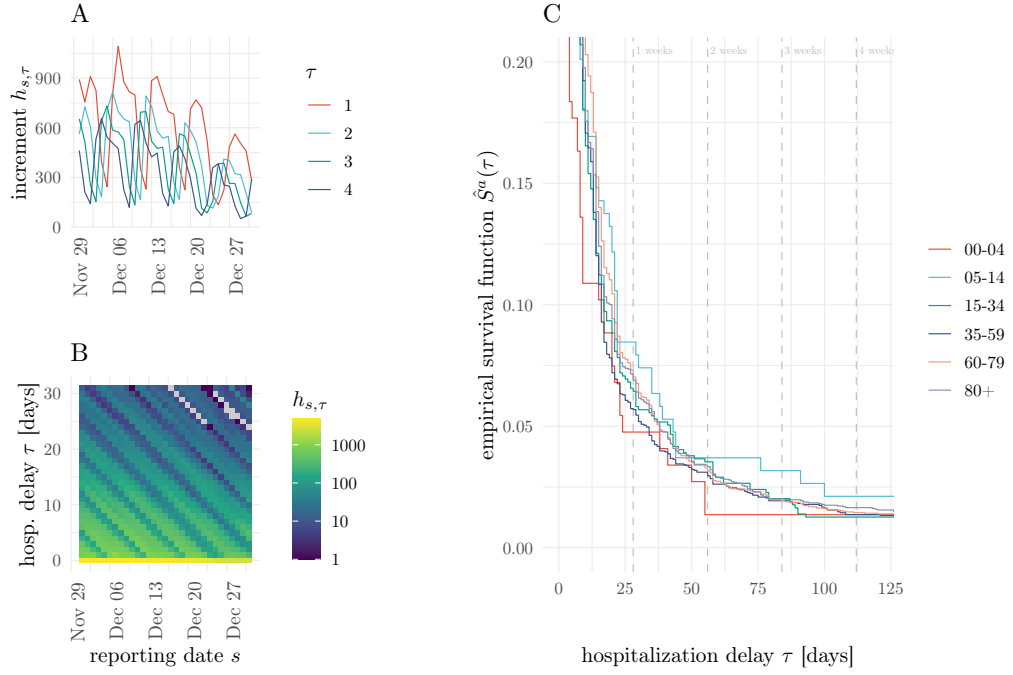 A
increment h_{s,τ}
900
600
300
0
Nov 29
Dec 06
Dec 13
Dec 20
Dec 27
τ
1
2
3
4
B
hosp. delay τ [days]
30
20
10
0
Nov 29
Dec 06
Dec 13
Dec 20
Dec 27
reporting date s
h_{s,τ}
1000
100
10
1
C
empirical survival function Ŝ^a(τ)
0.20
0.15
0.10
0.05
0.00
1 weeks
2 weeks
3 weeks
4 weeks
0
25
50
75
100
125
hospitalization delay τ [days]
00-04
05-14
15-34
35-59
60-79
80+